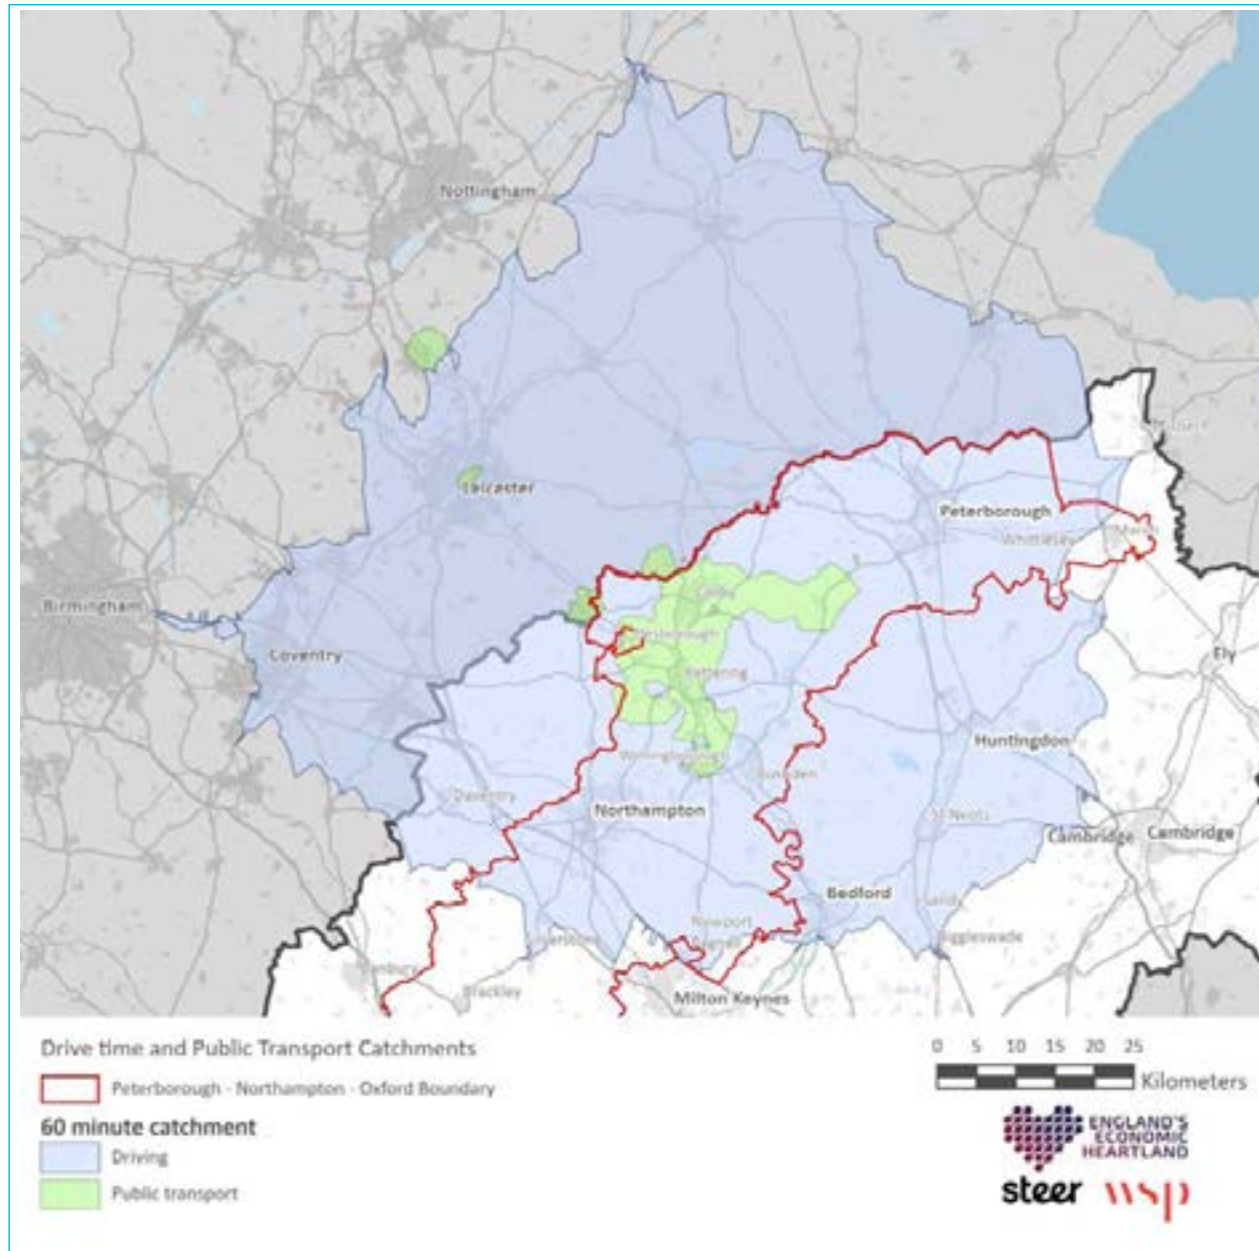 Nottingham
Leicester
Peterborough
Whittlesey
March
Birmingham
Coventry
Corby
Desborough
Kettering
Ely
Huntingdon
Wellingborough
Rushden
Daventry
Northampton
St Neots
Cambridge
Cambridge
Bedford
Sandy
Newport
Pagnell
Biggleswade
Banbury
Brackley
Milton Keynes
Drive time and Public Transport Catchments
Peterborough - Northampton - Oxford Boundary
60 minute catchment
Driving
Public transport
0 5 10 15 20 25
Kilometers
ENGLAND'S
ECONOMIC
HEARTLAND
steer wsp